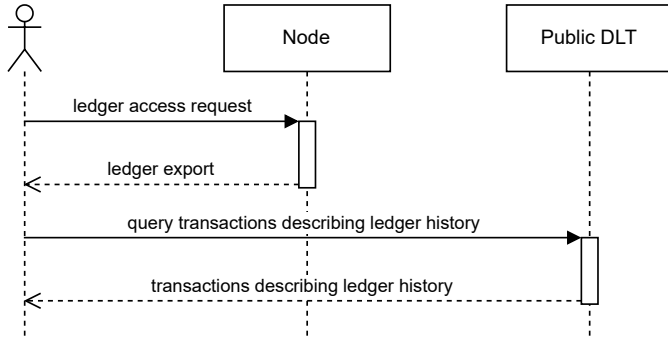 Node
Public DLT
ledger access request
ledger export
query transactions describing ledger history
transactions describing ledger history